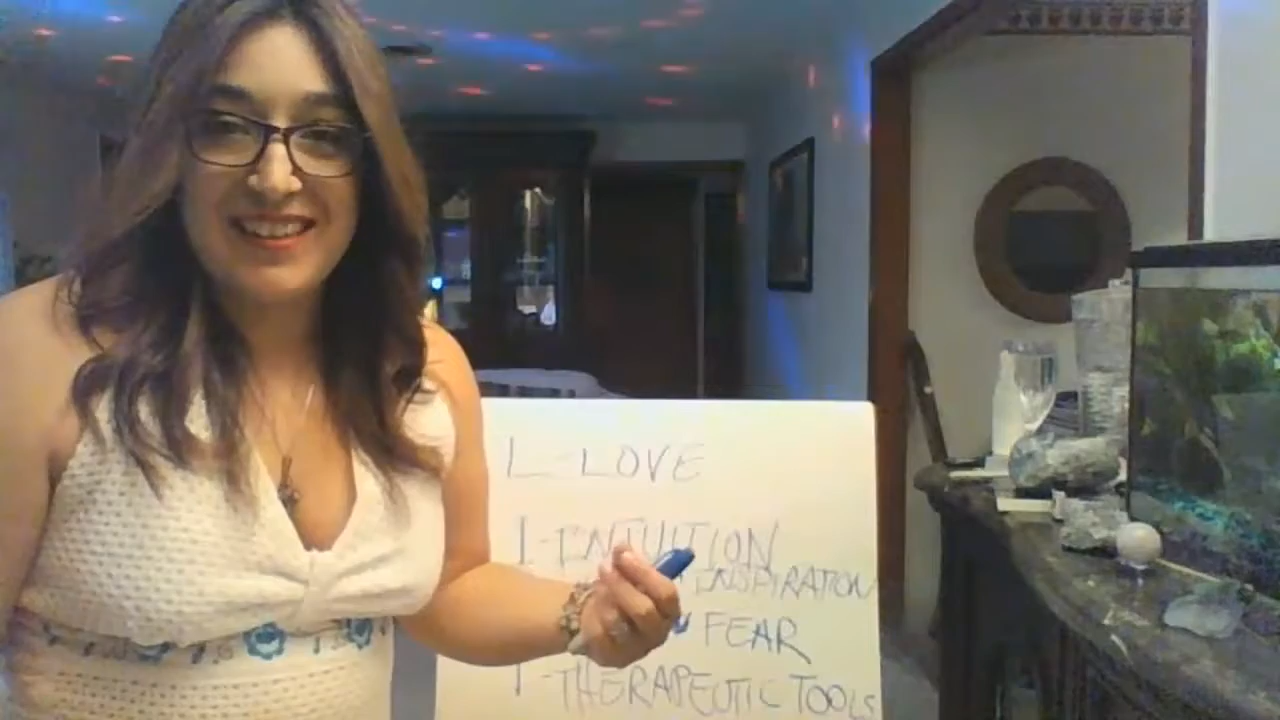 L - LOVE
I - INTUITION
INSPIRATION
FEAR
T - THERAPEUTIC TOOLS